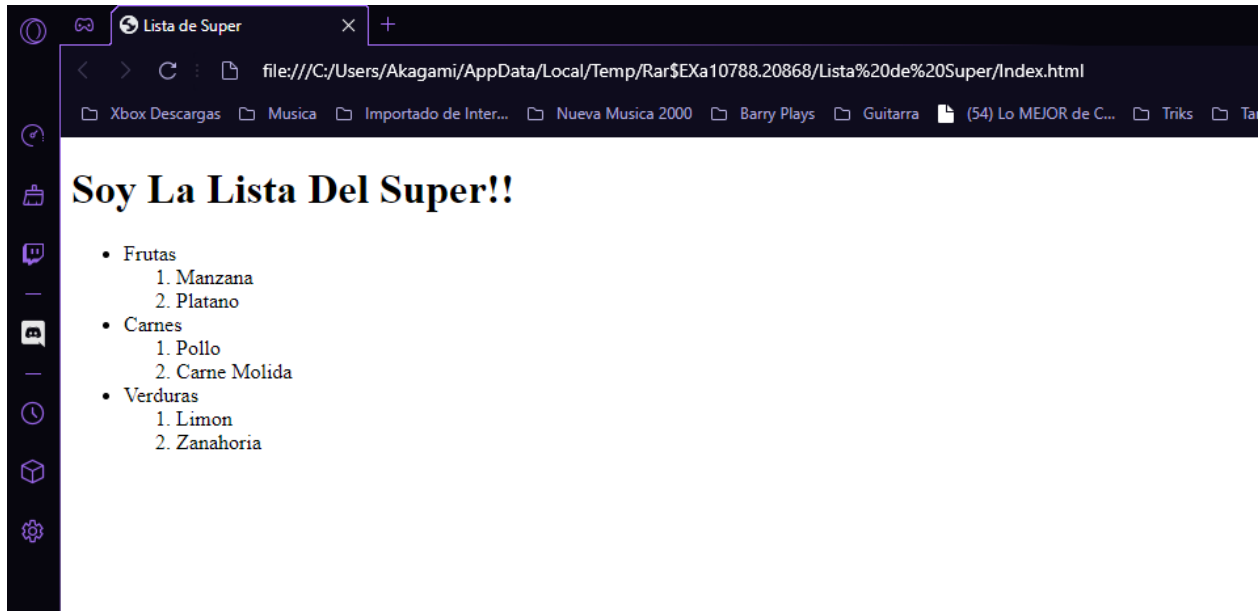 Lista de Super
file:///C:/Users/Akagami/AppData/Local/Temp/Rar$EXa10788.20868/Lista%20de%20Super/Index.html
Xbox Descargas Musica Importado de Inter... Nueva Musica 2000 Barry Plays Guitarra (54) Lo MEJOR de C... Triks
Soy La Lista Del Super!!
• Frutas
1. Manzana
2. Platano
• Carnes
1. Pollo
2. Carne Molida
• Verduras
1. Limon
2. Zanahoria